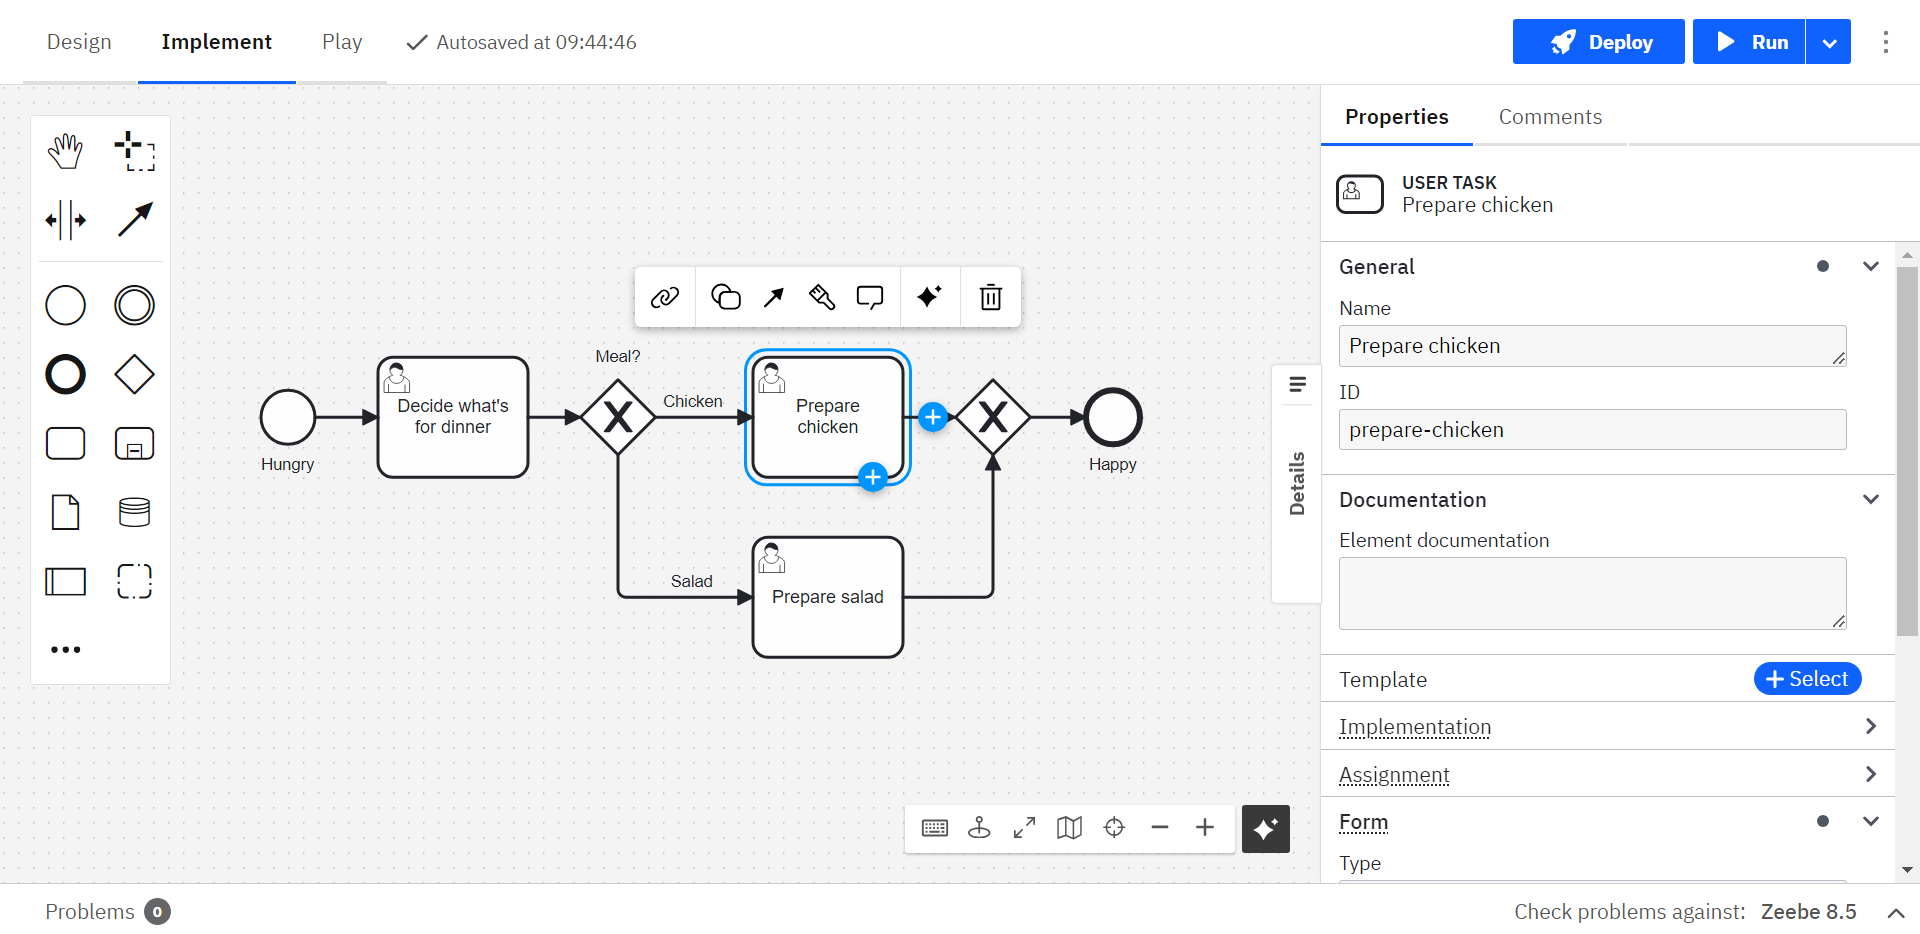 Design
Implement
Play
Autosaved at 09:44:46
Deploy
Run
Properties
Comments
USER TASK
Prepare chicken
General
Name
Prepare chicken
ID
prepare-chicken
Documentation
Element documentation
Template
Select
Implementation
Assignment
Form
Type
Details
Meal?
Chicken
Decide what's
for dinner
Prepare
chicken
Hungry
Happy
Salad
Prepare salad
Problems 0
Check problems against: Zeebe 8.5